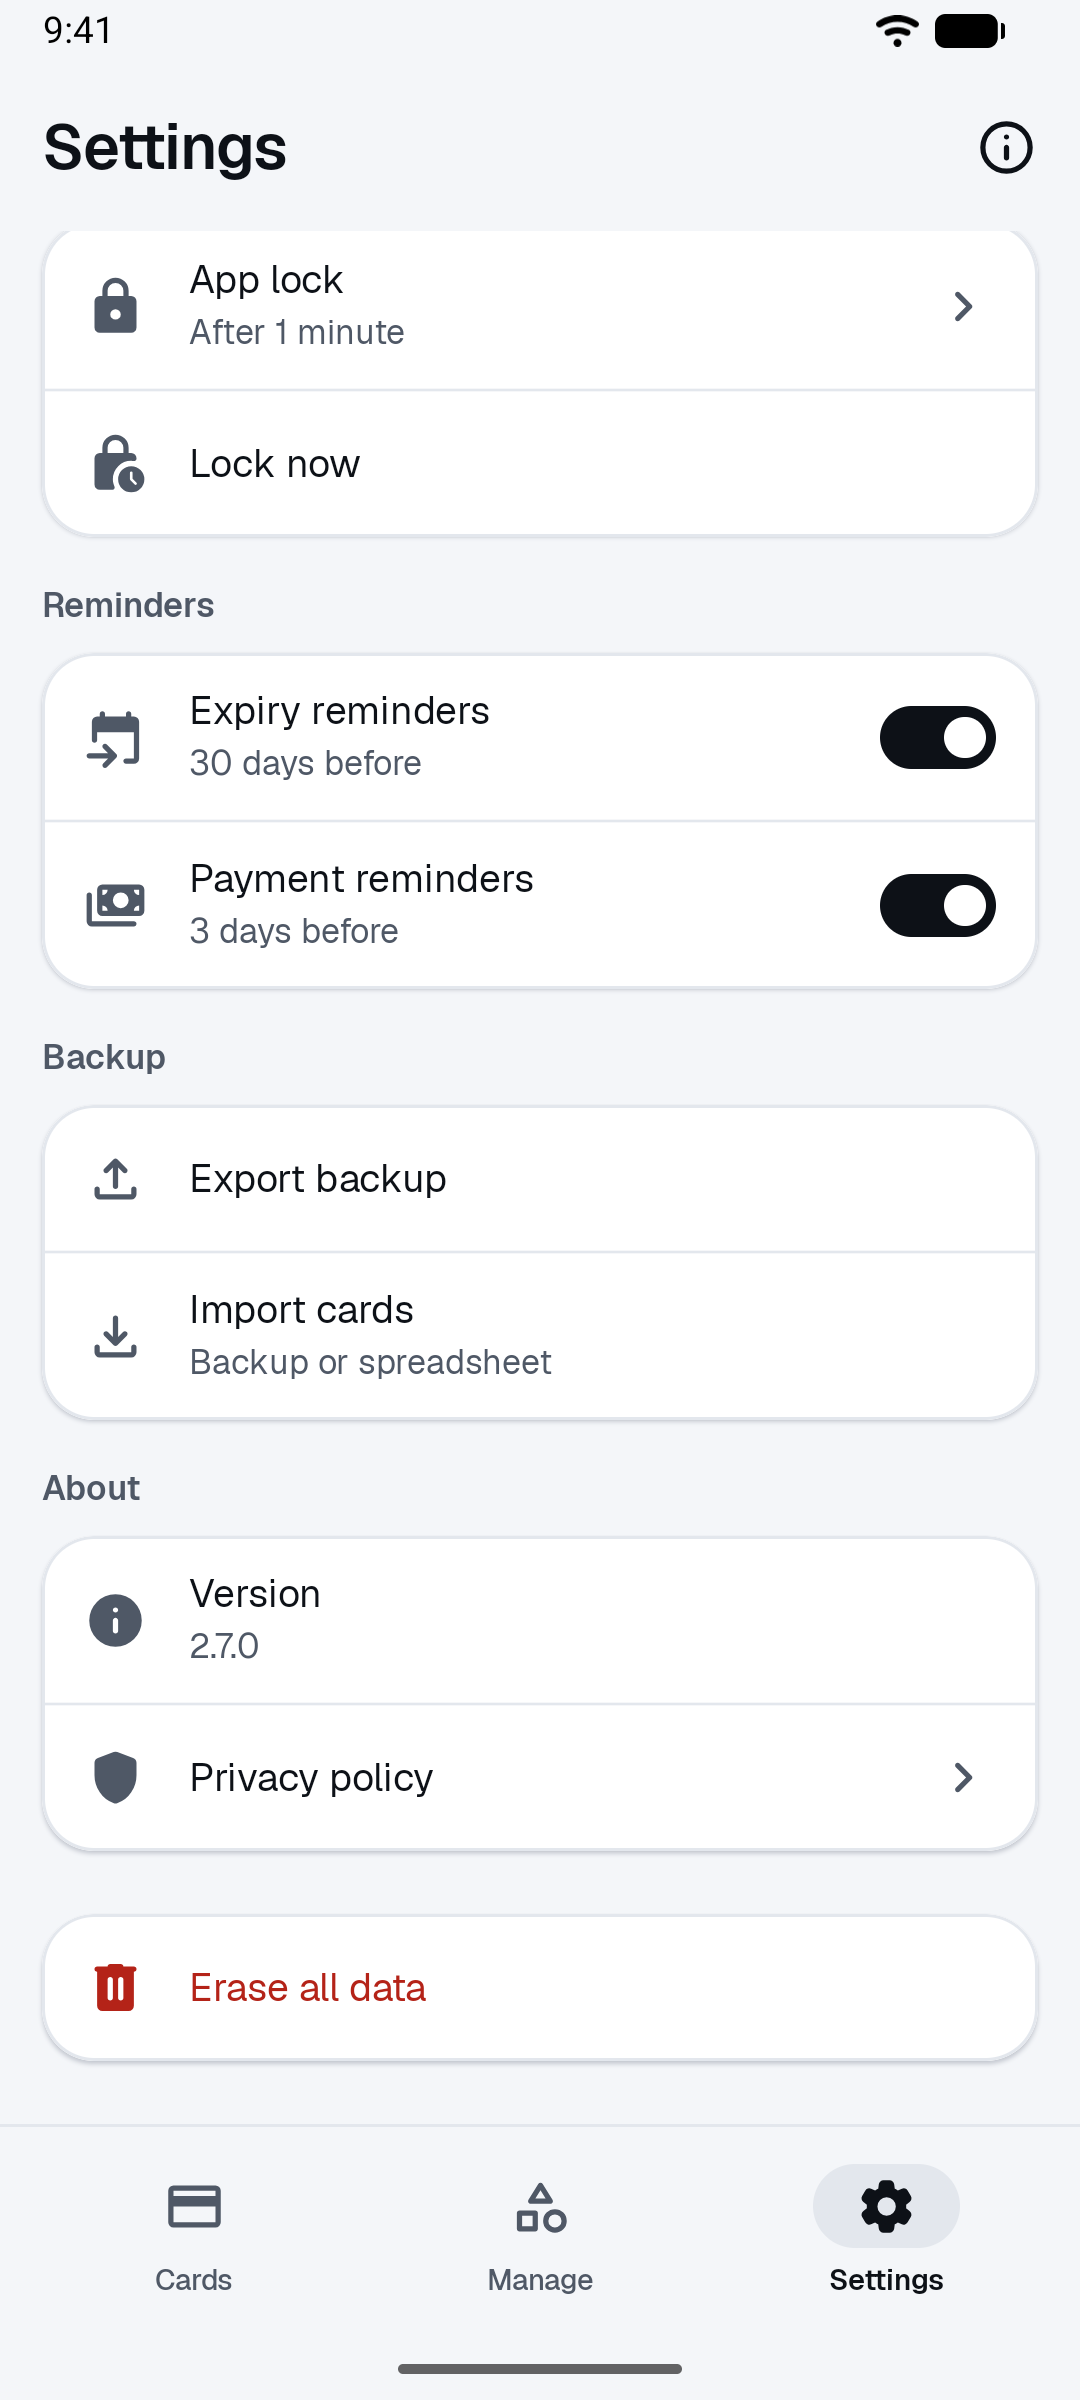 9:41
Settings
App lock
After 1 minute
Lock now
Reminders
Expiry reminders
30 days before
Payment reminders
3 days before
Backup
Export backup
Import cards
Backup or spreadsheet
About
Version
2.7.0
Privacy policy
Erase all data
Cards
Manage
Settings